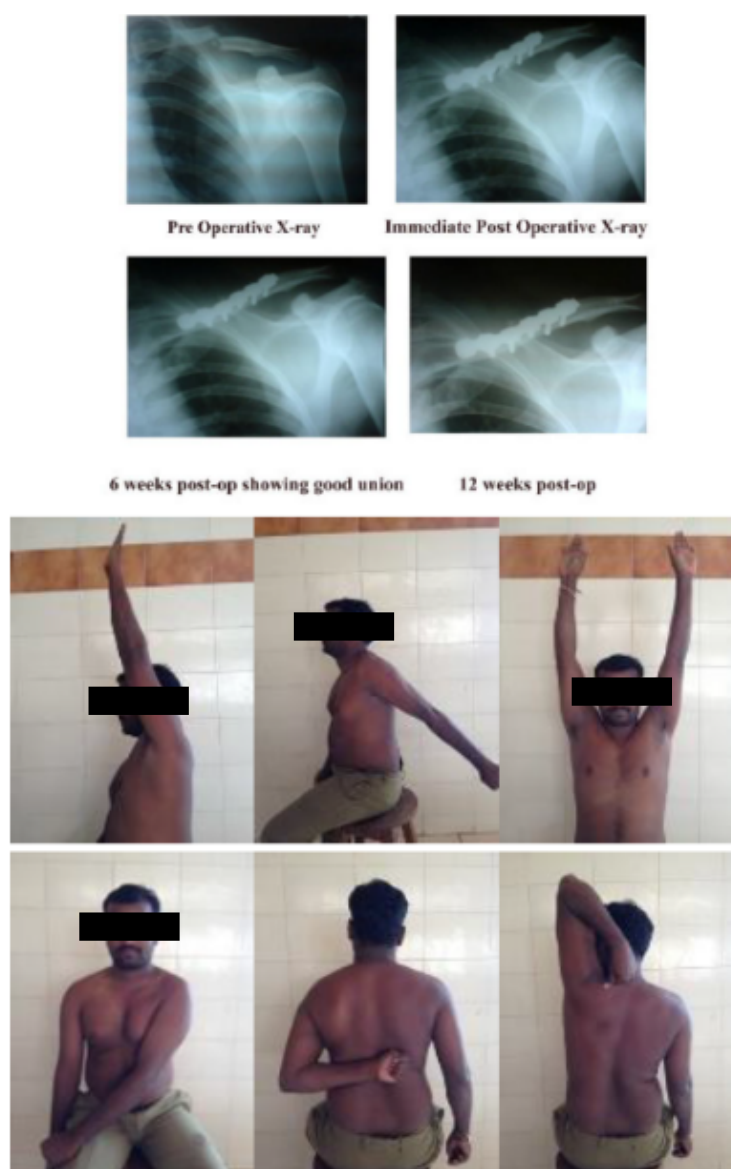 Pre Operative X-ray
Immediate Post Operative X-ray
6 weeks post-op showing good union
12 weeks post-op